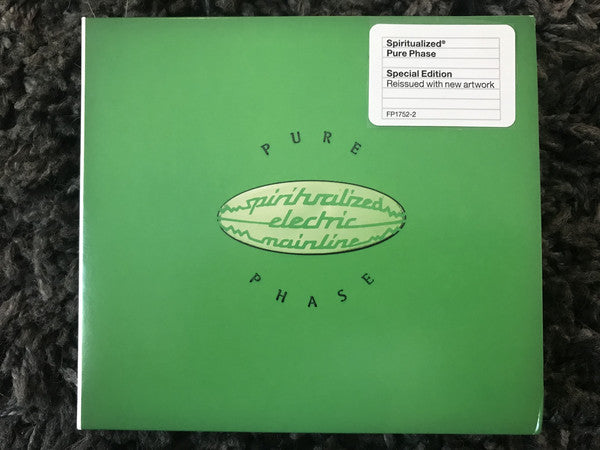 Spiritualized®
Pure Phase
Special Edition
Reissued with new artwork
FP1752-2
PURE
spiritualized
electric
mainline
PHASE